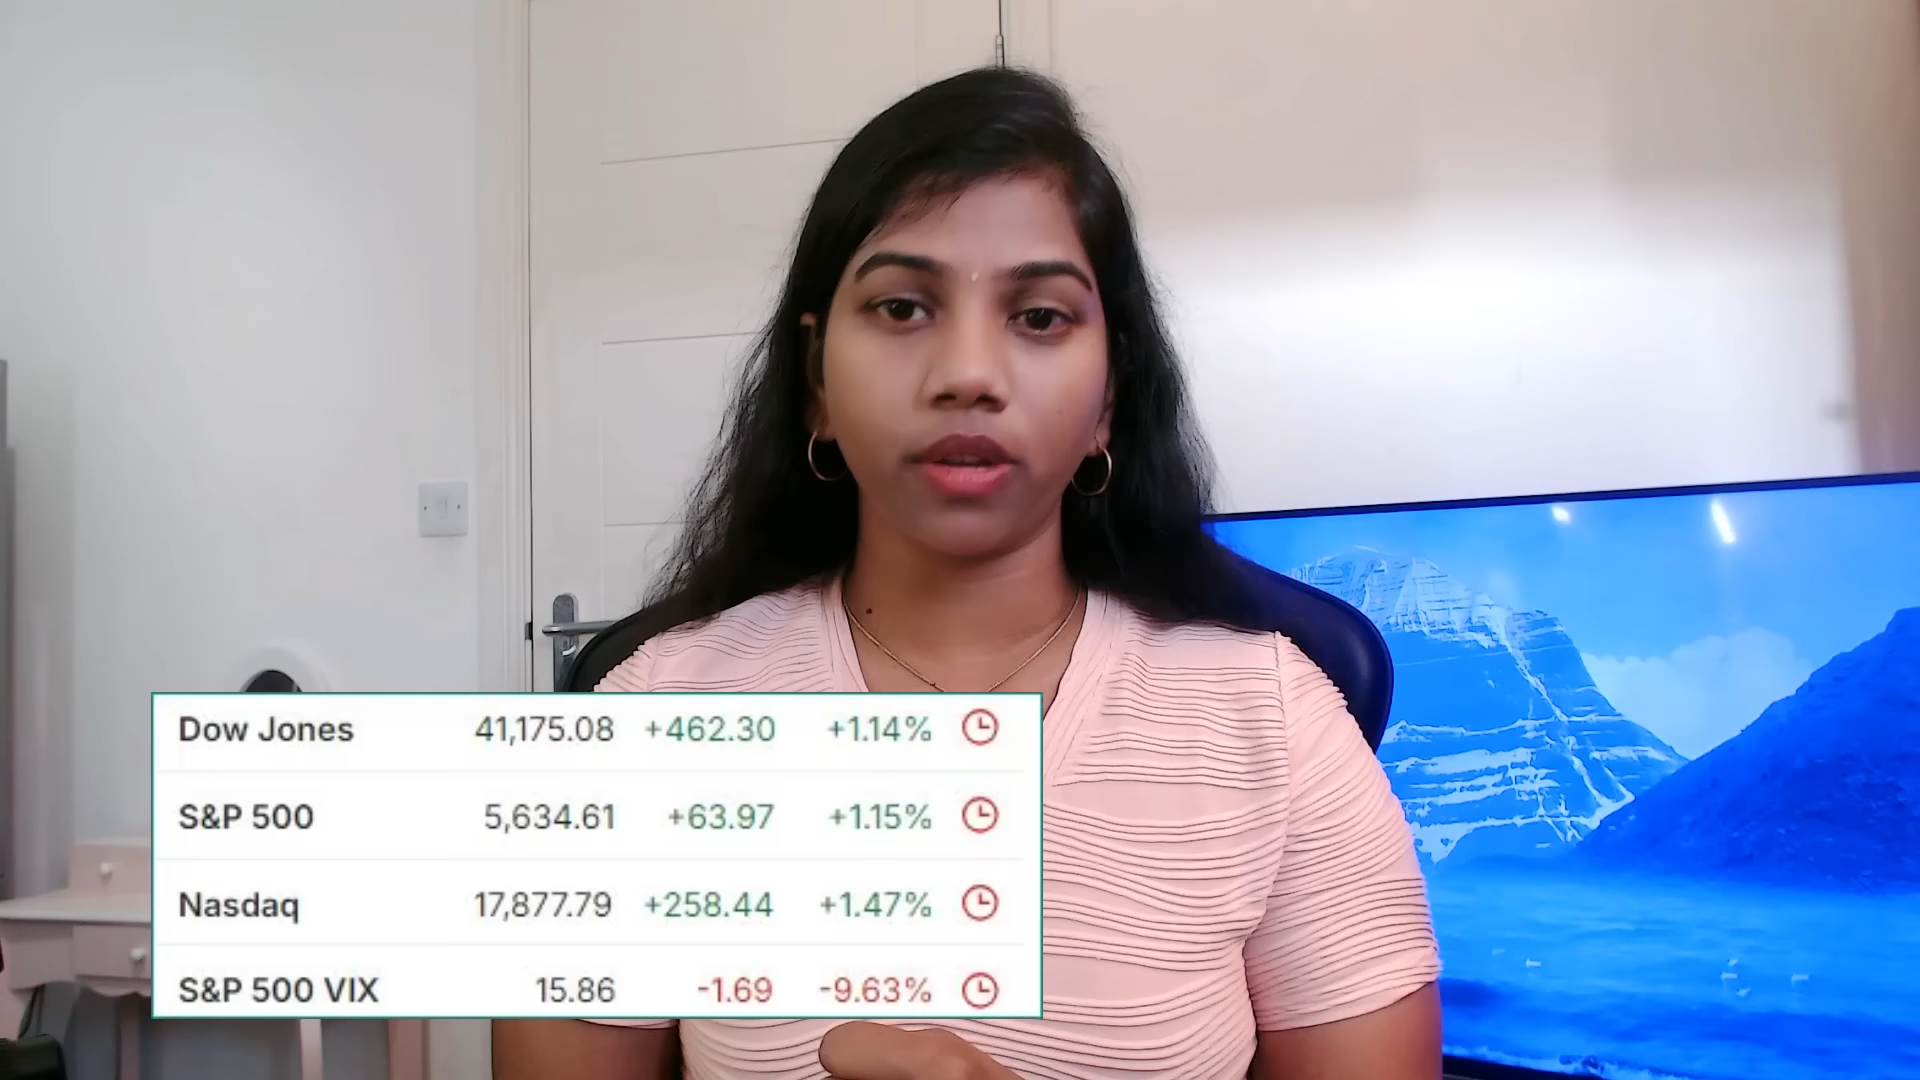 Dow Jones 41,175.08 +462.30 +1.14%
S&P 500 5,634.61 +63.97 +1.15%
Nasdaq 17,877.79 +258.44 +1.47%
S&P 500 VIX 15.86 -1.69 -9.63%